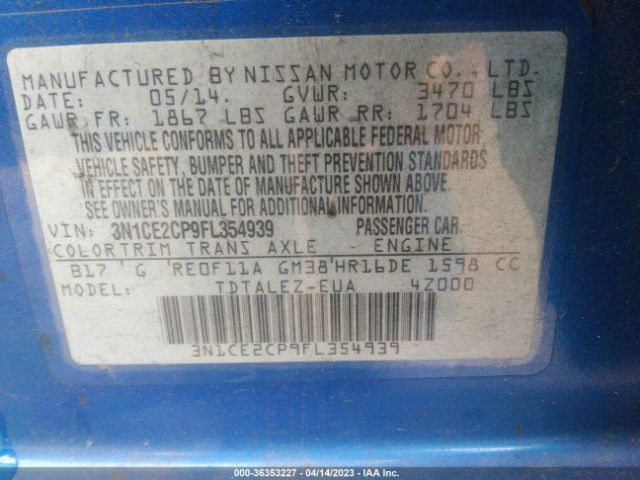 MANUFACTURED BY NISSAN MOTOR CO., LTD.
DATE: 05/14. GVWR: 3470 LBS
GAWR FR: 1867 LBS GAWR RR: 1704 LBS
THIS VEHICLE CONFORMS TO ALL APPLICABLE FEDERAL MOTOR
VEHICLE SAFETY, BUMPER AND THEFT PREVENTION STANDARDS
IN EFFECT ON THE DATE OF MANUFACTURE SHOWN ABOVE.
SEE OWNER'S MANUAL FOR ADDITIONAL INFORMATION.
VIN: 3N1CE2CP9FL354939 PASSENGER CAR.
COLORTRIM TRANS AXLE ENGINE
B17 ' G 'RE0F11A GM38'HR16DE 1598 CC
MODEL: TDTALEZ-EUA 4Z000
3N1CE2CP9FL354939
000-36353227 - 04/14/2023 - IAA Inc.